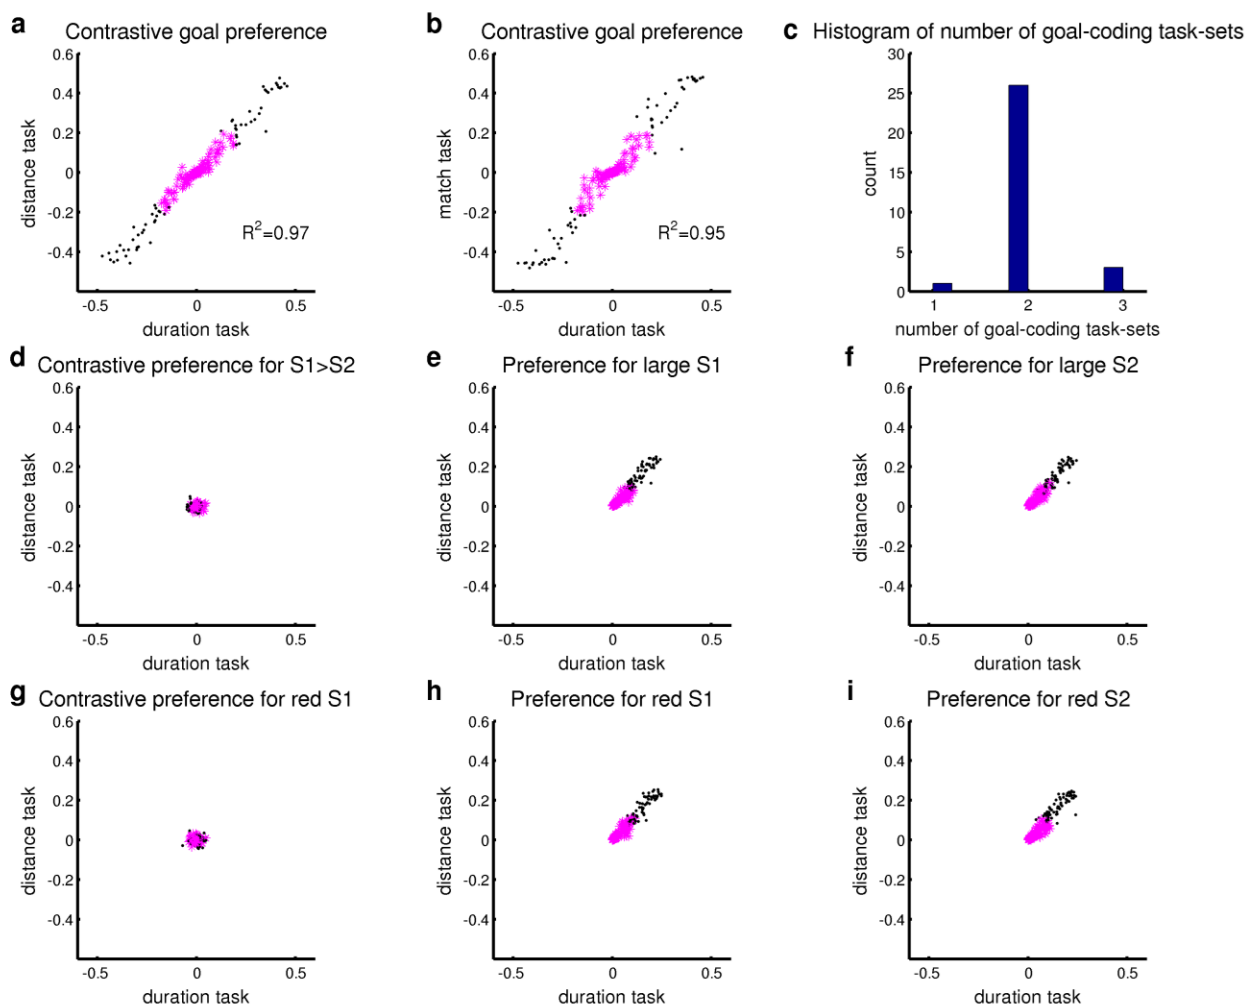 a Contrastive goal preference
0.6
0.4
0.2
0
-0.2
-0.4
distance task
R²=0.97
-0.5 0 0.5
duration task
b Contrastive goal preference
0.6
0.4
0.2
0
-0.2
-0.4
match task
R²=0.95
-0.5 0 0.5
duration task
c Histogram of number of goal-coding task-sets
30
25
20
15
10
5
0
count
1 2 3
number of goal-coding task-sets
d Contrastive preference for S1>S2
0.6
0.4
0.2
0
-0.2
-0.4
distance task
-0.5 0 0.5
duration task
e Preference for large S1
0.6
0.4
0.2
0
-0.2
-0.4
distance task
-0.5 0 0.5
duration task
f Preference for large S2
0.6
0.4
0.2
0
-0.2
-0.4
distance task
-0.5 0 0.5
duration task
g Contrastive preference for red S1
0.6
0.4
0.2
0
-0.2
-0.4
distance task
-0.5 0 0.5
duration task
h Preference for red S1
0.6
0.4
0.2
0
-0.2
-0.4
distance task
-0.5 0 0.5
duration task
i Preference for red S2
0.6
0.4
0.2
0
-0.2
-0.4
distance task
-0.5 0 0.5
duration task